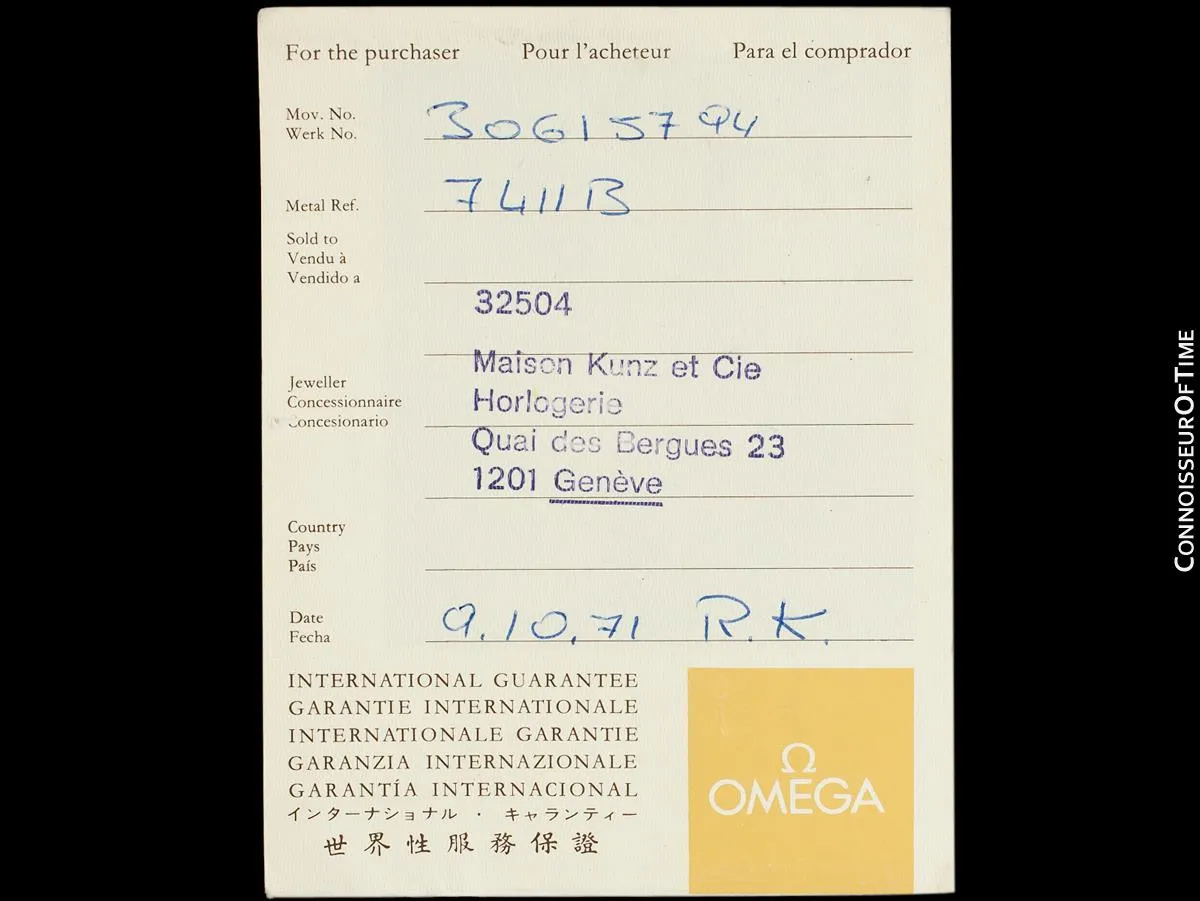 For the purchaser Pour l'acheteur Para el comprador
Mov. No.
Werk No.
30615794
Metal Ref.
7411B
Sold to
Vendu à
Vendido a
32504
Jeweller
Concessionnaire
Concesionario
Maison Kunz et Cie
Horlogerie
Quai des Bergues 23
1201 Genève
Country
Pays
País
Date
Fecha
9.10.71 R.K.
INTERNATIONAL GUARANTEE
GARANTIE INTERNATIONALE
INTERNATIONALE GARANTIE
GARANZIA INTERNAZIONALE
GARANTÍA INTERNACIONAL
インターナショナル ・ キャランティー
世界性服務保證
Ω
OMEGA
CONNOISSEUROFTIME